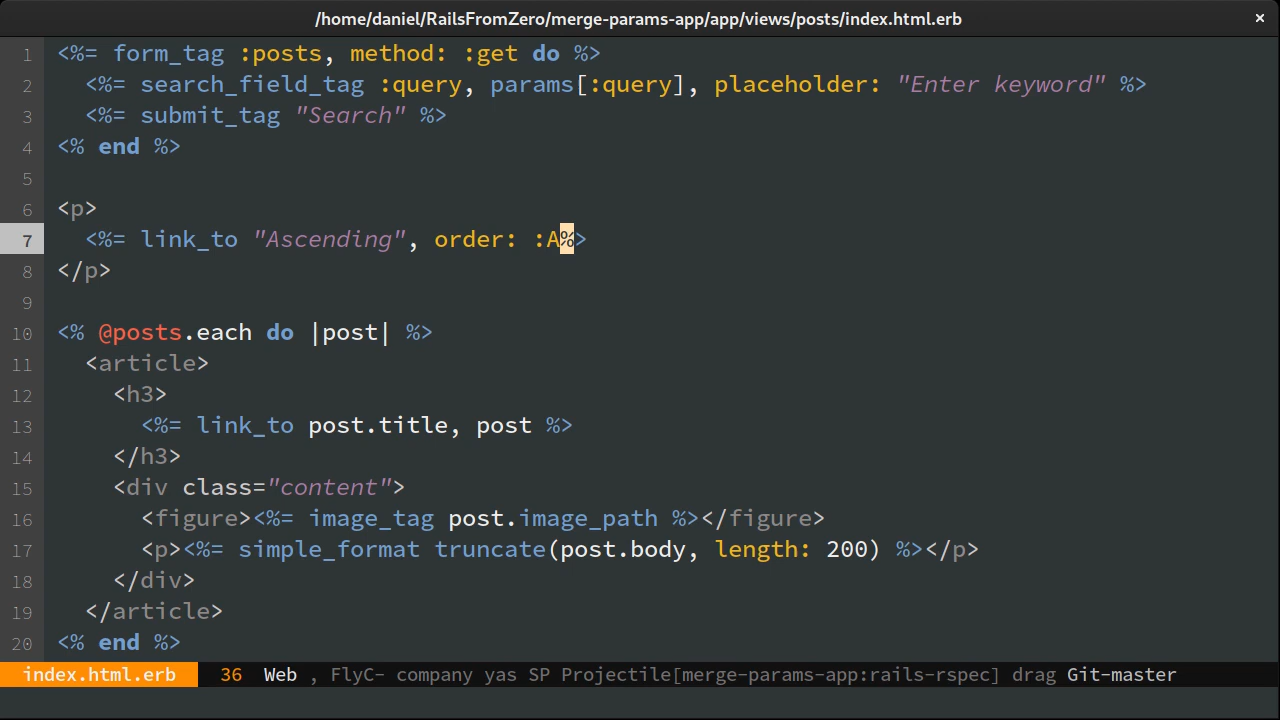 /home/daniel/RailsFromZero/merge-params-app/app/views/posts/index.html.erb ×
1 <%= form_tag :posts, method: :get do %>
2   <%= search_field_tag :query, params[:query], placeholder: "Enter keyword" %>
3   <%= submit_tag "Search" %>
4 <% end %>
5
6 <p>
7   <%= link_to "Ascending", order: :A%>
8 </p>
9
10 <% @posts.each do |post| %>
11   <article>
12     <h3>
13       <%= link_to post.title, post %>
14     </h3>
15     <div class="content">
16       <figure><%= image_tag post.image_path %></figure>
17       <p><%= simple_format truncate(post.body, length: 200) %></p>
18     </div>
19   </article>
20 <% end %>
index.html.erb 36 Web , FlyC- company yas SP Projectile[merge-params-app:rails-rspec] drag Git-master